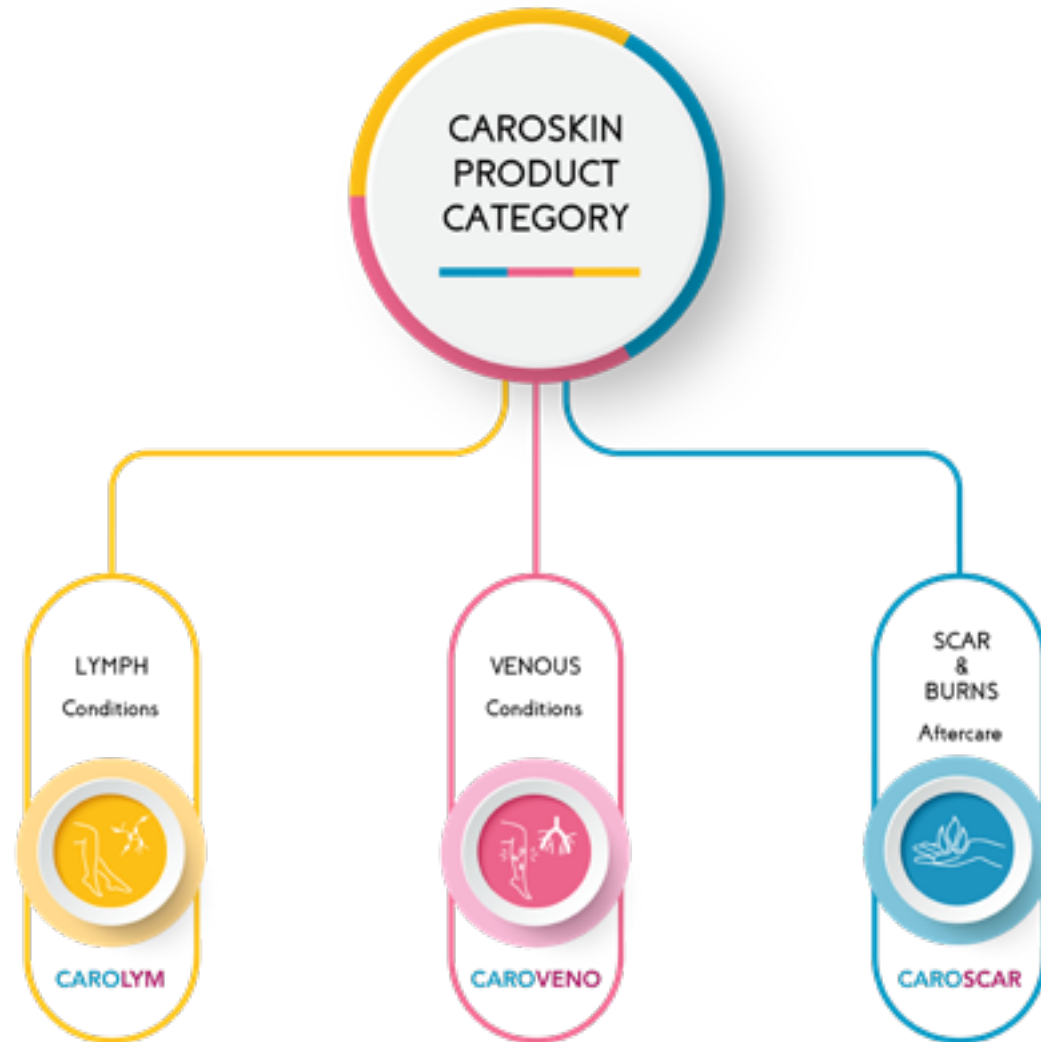 CAROSKIN
PRODUCT
CATEGORY
LYMPH
Conditions
CAROLYM
VENOUS
Conditions
CAROVENO
SCAR
&
BURNS
Aftercare
CAROSCAR